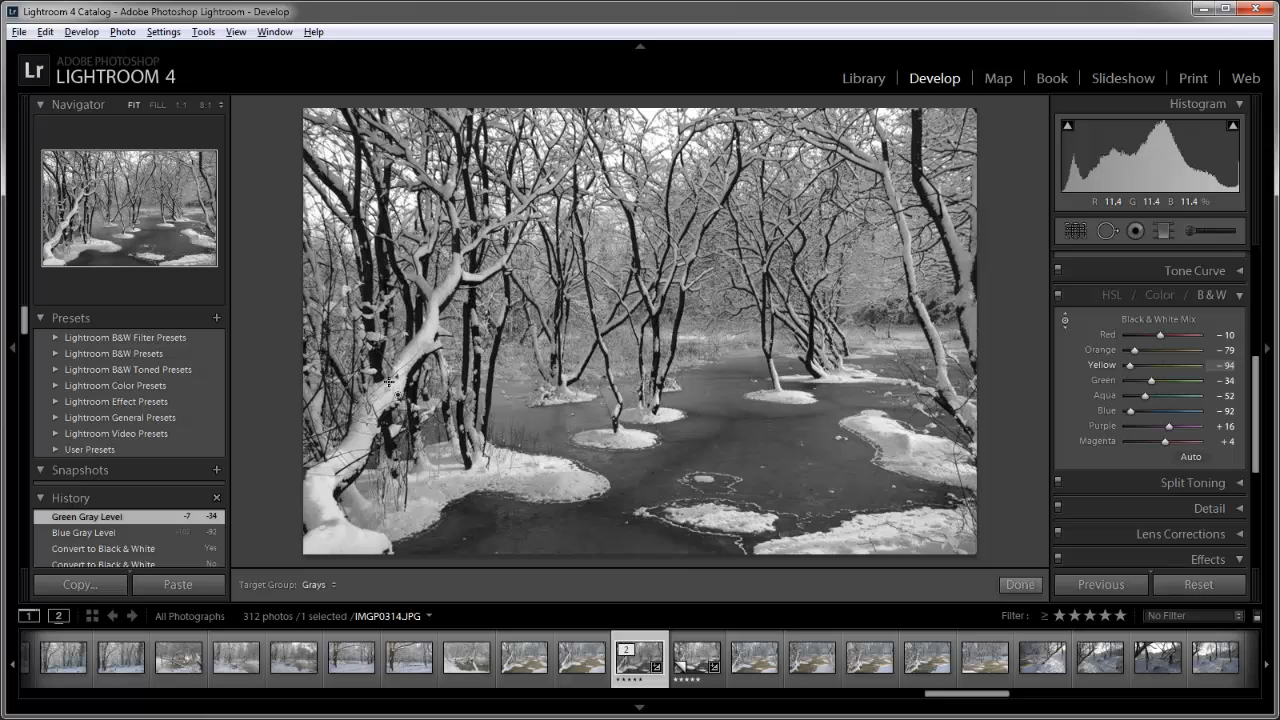 Lightroom 4 Catalog - Adobe Photoshop Lightroom - Develop
File Edit Develop Photo Settings Tools View Window Help
Lr ADOBE PHOTOSHOP
LIGHTROOM 4
Library | Develop | Map | Book | Slideshow | Print | Web
Navigator FIT FILL 1:1 8:1
Presets +
Lightroom B&W Filter Presets
Lightroom B&W Presets
Lightroom B&W Toned Presets
Lightroom Color Presets
Lightroom Effect Presets
Lightroom General Presets
Lightroom Video Presets
User Presets
Snapshots +
History ×
Green Gray Level -7 -34
Blue Gray Level -92
Convert to Black & White Yes
Convert to Black & White No
Copy... Paste
Target Group: Grays Done
Histogram
R 11.4 G 11.4 B 11.4 %
Tone Curve
HSL / Color / B&W
Black & White Mix
Red - 10
Orange - 79
Yellow - 94
Green - 34
Aqua - 52
Blue - 92
Purple + 16
Magenta + 4
Auto
Split Toning
Detail
Lens Corrections
Effects
Previous Reset
1 2 All Photographs 312 photos /1 selected /IMGP0314.JPG Filter : ≥ ★★★★★ No Filter
2